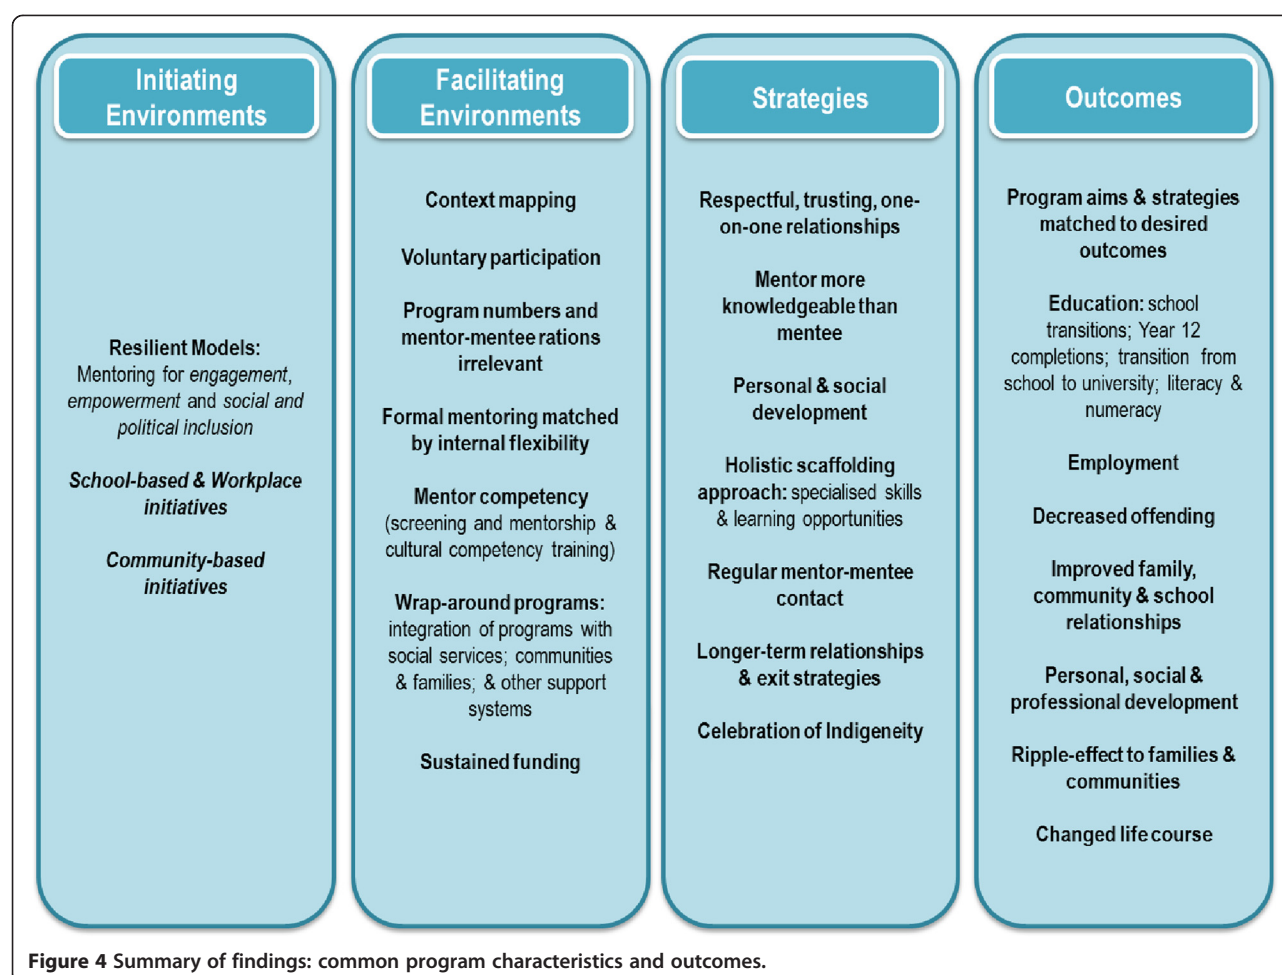 Initiating
Environments
Resilient Models:
Mentoring for engagement,
empowerment and social and
political inclusion
School-based & Workplace
initiatives
Community-based
initiatives
Facilitating
Environments
Context mapping
Voluntary participation
Program numbers and
mentor-mentee rations
irrelevant
Formal mentoring matched
by internal flexibility
Mentor competency
(screening and mentorship &
cultural competency training)
Wrap-around programs:
integration of programs with
social services; communities
& families; & other support
systems
Sustained funding
Strategies
Respectful, trusting, one-
on-one relationships
Mentor more
knowledgeable than
mentee
Personal & social
development
Holistic scaffolding
approach: specialised skills
& learning opportunities
Regular mentor-mentee
contact
Longer-term relationships
& exit strategies
Celebration of Indigeneity
Outcomes
Program aims & strategies
matched to desired
outcomes
Education: school
transitions; Year 12
completions; transition from
school to university; literacy &
numeracy
Employment
Decreased offending
Improved family,
community & school
relationships
Personal, social &
professional development
Ripple-effect to families &
communities
Changed life course
Figure 4 Summary of findings: common program characteristics and outcomes.